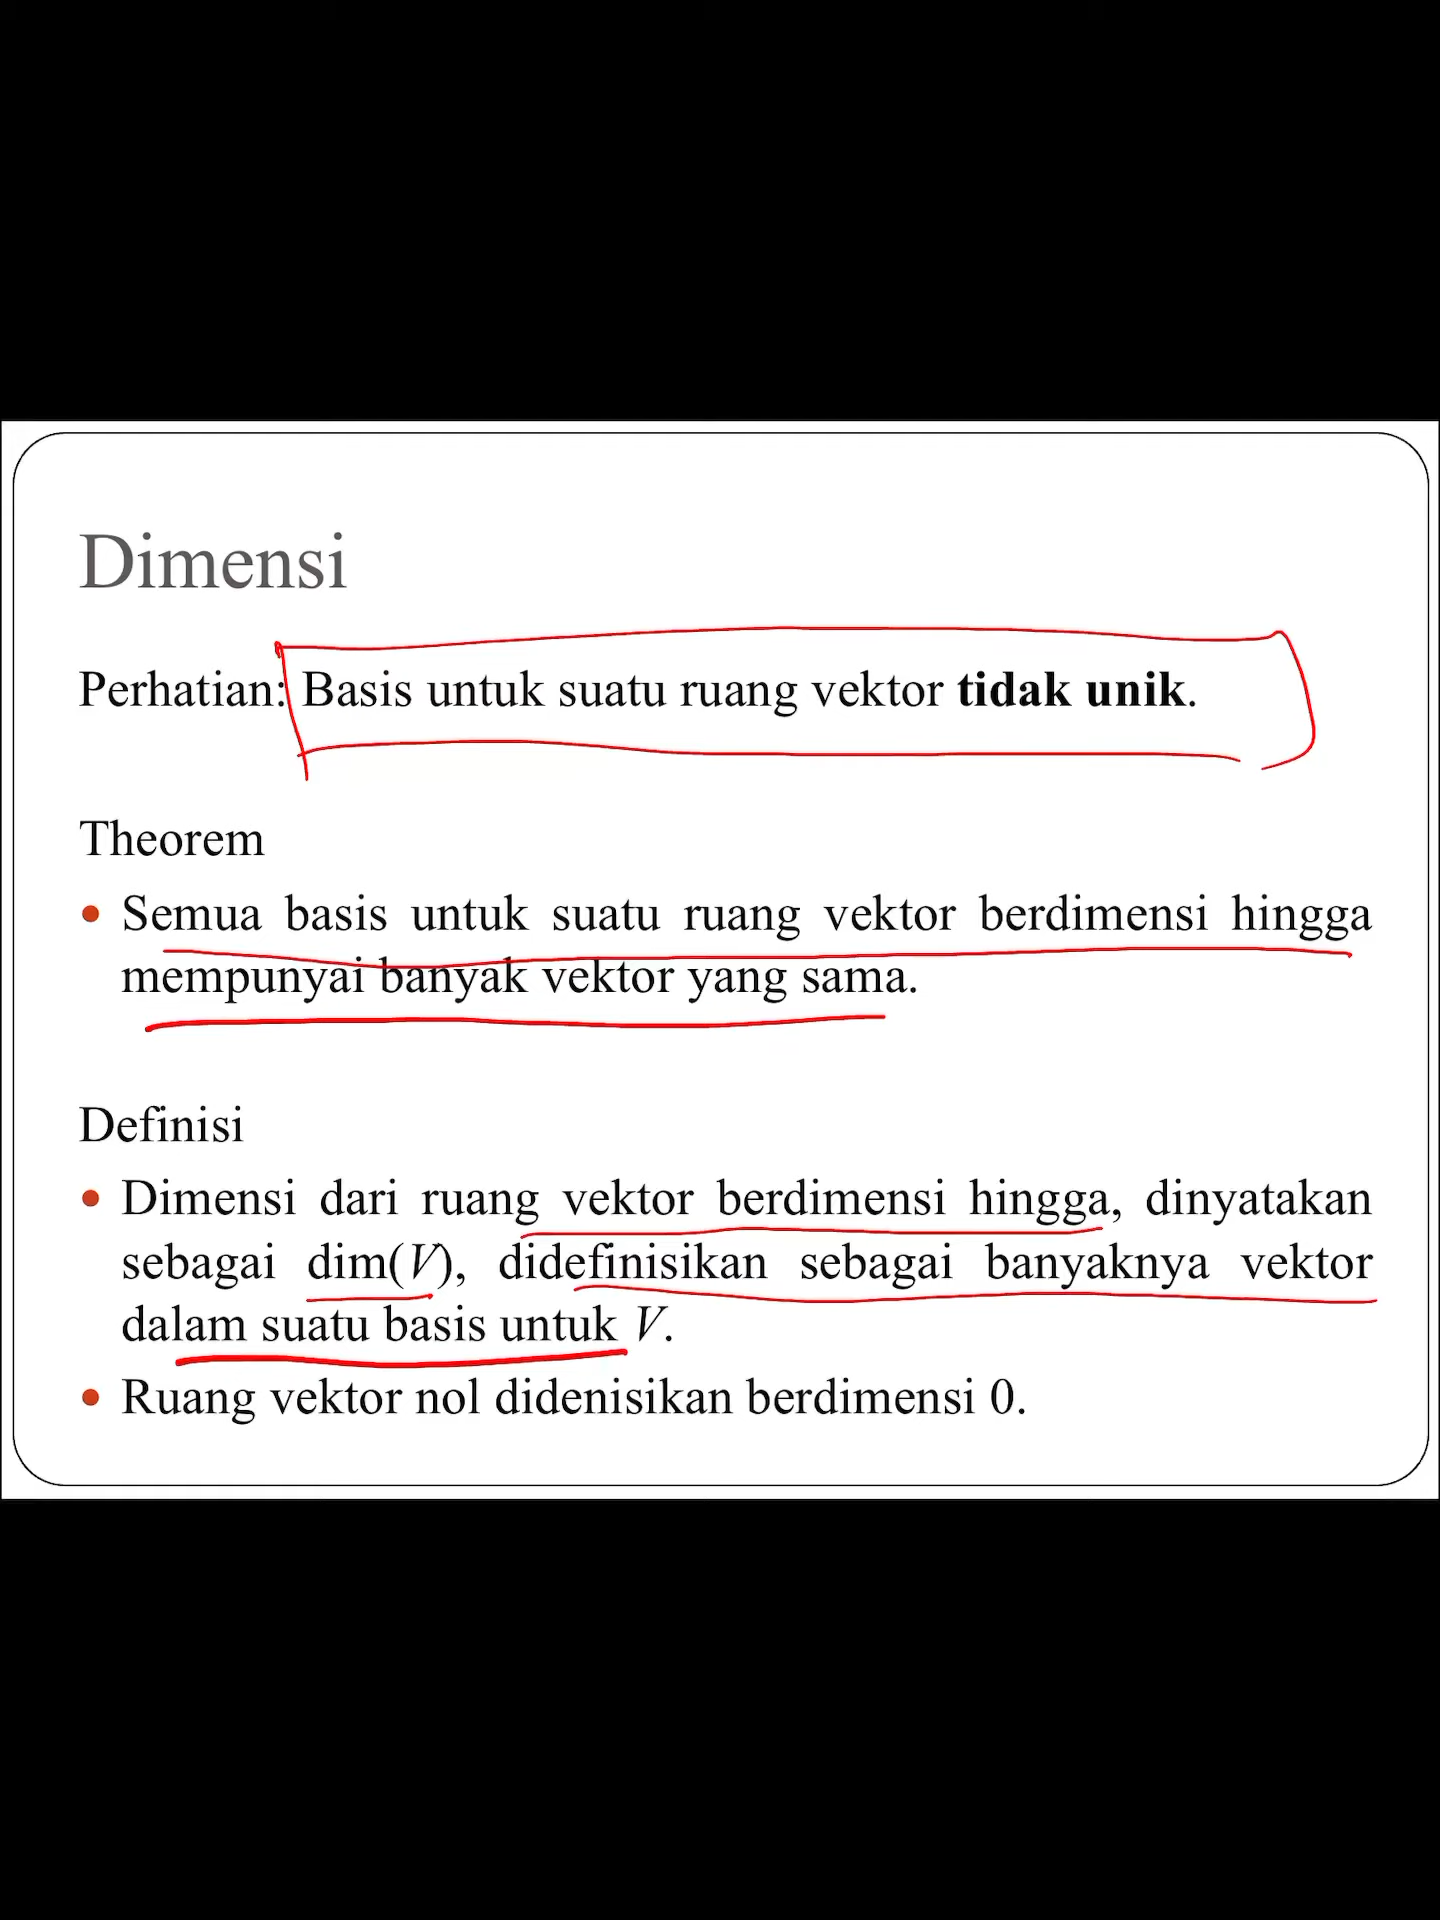 Dimensi
Perhatian: Basis untuk suatu ruang vektor tidak unik.
Theorem
• Semua basis untuk suatu ruang vektor berdimensi hingga
mempunyai banyak vektor yang sama.
Definisi
• Dimensi dari ruang vektor berdimensi hingga, dinyatakan
sebagai dim(V), didefinisikan sebagai banyaknya vektor
dalam suatu basis untuk V.
• Ruang vektor nol didenisikan berdimensi 0.